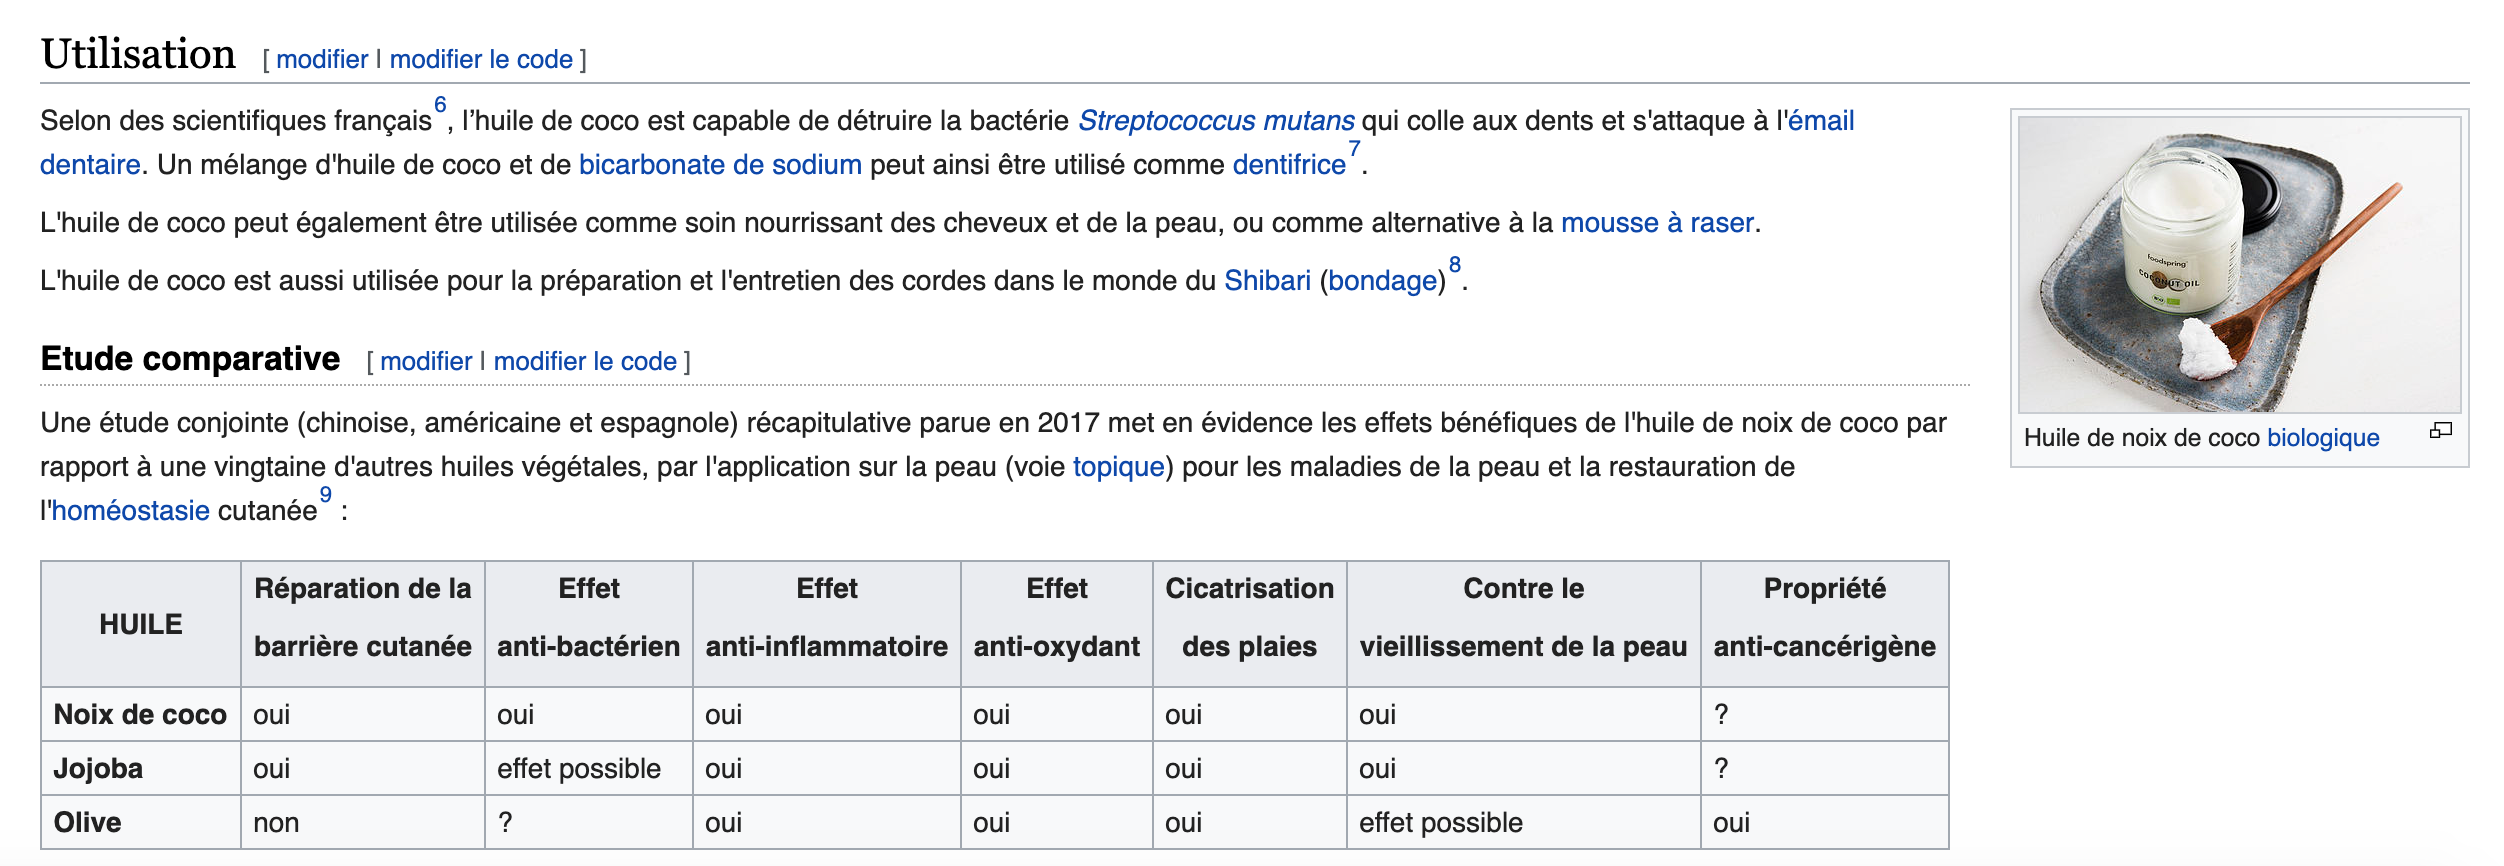 Utilisation [ modifier | modifier le code ]
Selon des scientifiques français6, l’huile de coco est capable de détruire la bactérie Streptococcus mutans qui colle aux dents et s'attaque à l'émail
dentaire. Un mélange d'huile de coco et de bicarbonate de sodium peut ainsi être utilisé comme dentifrice7.
L'huile de coco peut également être utilisée comme soin nourrissant des cheveux et de la peau, ou comme alternative à la mousse à raser.
L'huile de coco est aussi utilisée pour la préparation et l'entretien des cordes dans le monde du Shibari (bondage)8.
foodspring
COCONUT OIL
BIO
Huile de noix de coco biologique
Etude comparative [ modifier | modifier le code ]
Une étude conjointe (chinoise, américaine et espagnole) récapitulative parue en 2017 met en évidence les effets bénéfiques de l'huile de noix de coco par
rapport à une vingtaine d'autres huiles végétales, par l'application sur la peau (voie topique) pour les maladies de la peau et la restauration de
l'homéostasie cutanée9 :
HUILE | Réparation de la barrière cutanée | Effet anti-bactérien | Effet anti-inflammatoire | Effet anti-oxydant | Cicatrisation des plaies | Contre le vieillissement de la peau | Propriété anti-cancérigène
Noix de coco | oui | oui | oui | oui | oui | oui | ?
Jojoba | oui | effet possible | oui | oui | oui | oui | ?
Olive | non | ? | oui | oui | oui | effet possible | oui